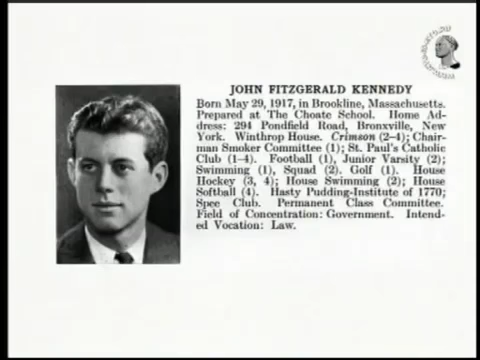 JOHN FITZGERALD KENNEDY
Born May 29, 1917, in Brookline, Massachusetts.
Prepared at The Choate School. Home Ad-
dress: 294 Pondfield Road, Bronxville, New
York. Winthrop House. Crimson (2–4); Chair-
man Smoker Committee (1); St. Paul's Catholic
Club (1–4). Football (1), Junior Varsity (2);
Swimming (1), Squad (2). Golf (1). House
Hockey (3, 4); House Swimming (2); House
Softball (4). Hasty Pudding-Institute of 1770;
Spee Club. Permanent Class Committee.
Field of Concentration: Government. Intend-
ed Vocation: Law.